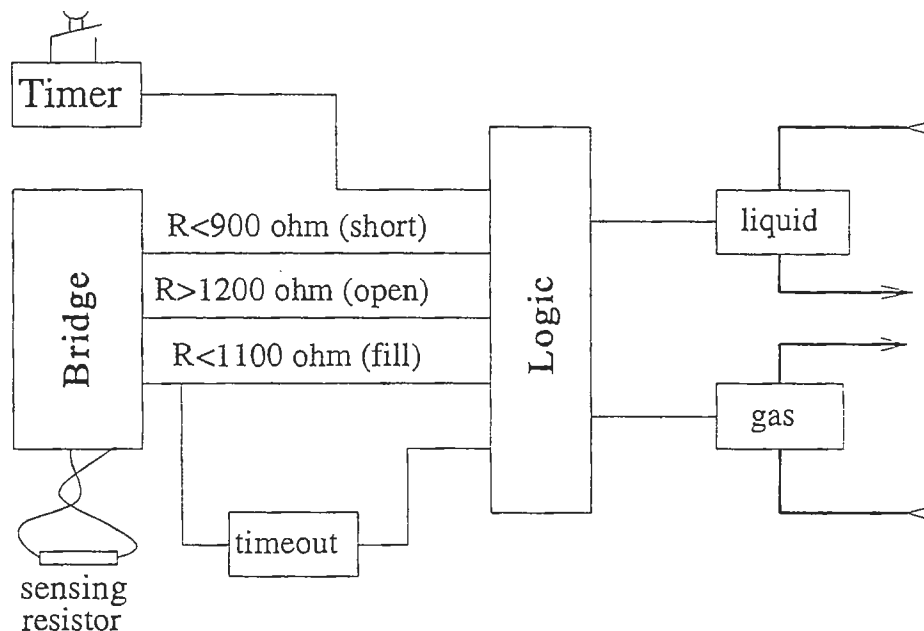 Timer
R<900 ohm (short)
R>1200 ohm (open)
R<1100 ohm (fill)
Bridge
Logic
liquid
gas
timeout
sensing
resistor